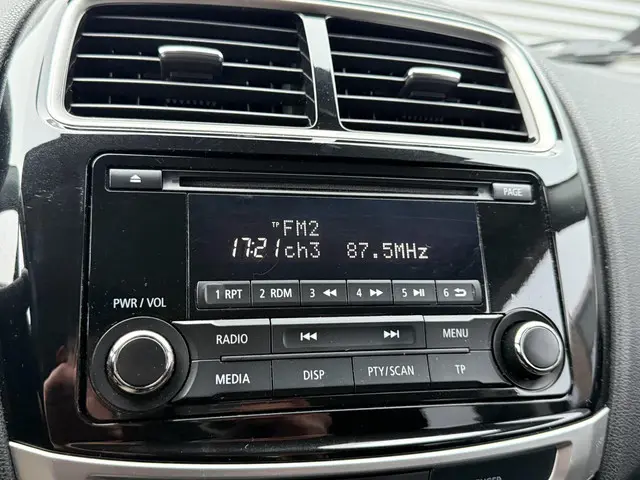 PAGE
TP FM2
17:21 ch3 87.5MHz
1 RPT 2 RDM 3 4 5 6
PWR / VOL
RADIO MENU
MEDIA DISP PTY/SCAN TP